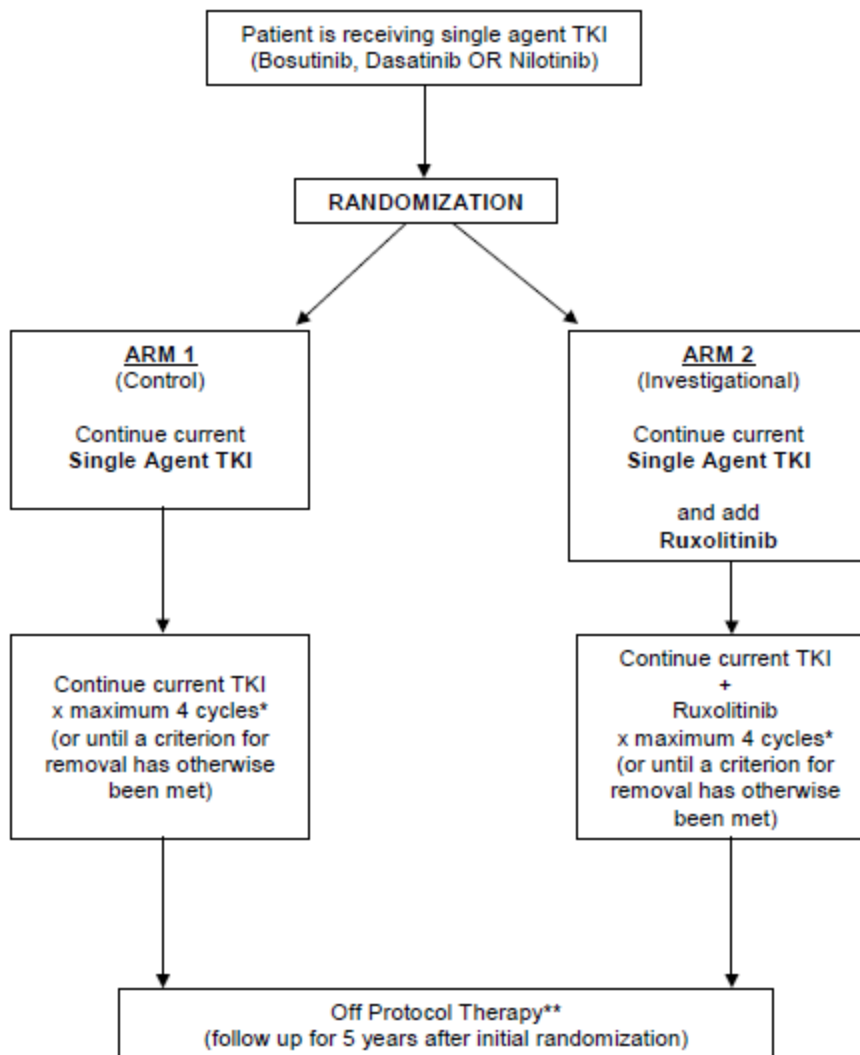 Patient is receiving single agent TKI
(Bosutinib, Dasatinib OR Nilotinib)
RANDOMIZATION
ARM 1
(Control)
Continue current
Single Agent TKI
ARM 2
(Investigational)
Continue current
Single Agent TKI
and add
Ruxolitinib
Continue current TKI
x maximum 4 cycles*
(or until a criterion for
removal has otherwise
been met)
Continue current TKI
+
Ruxolitinib
x maximum 4 cycles*
(or until a criterion for
removal has otherwise
been met)
Off Protocol Therapy**
(follow up for 5 years after initial randomization)